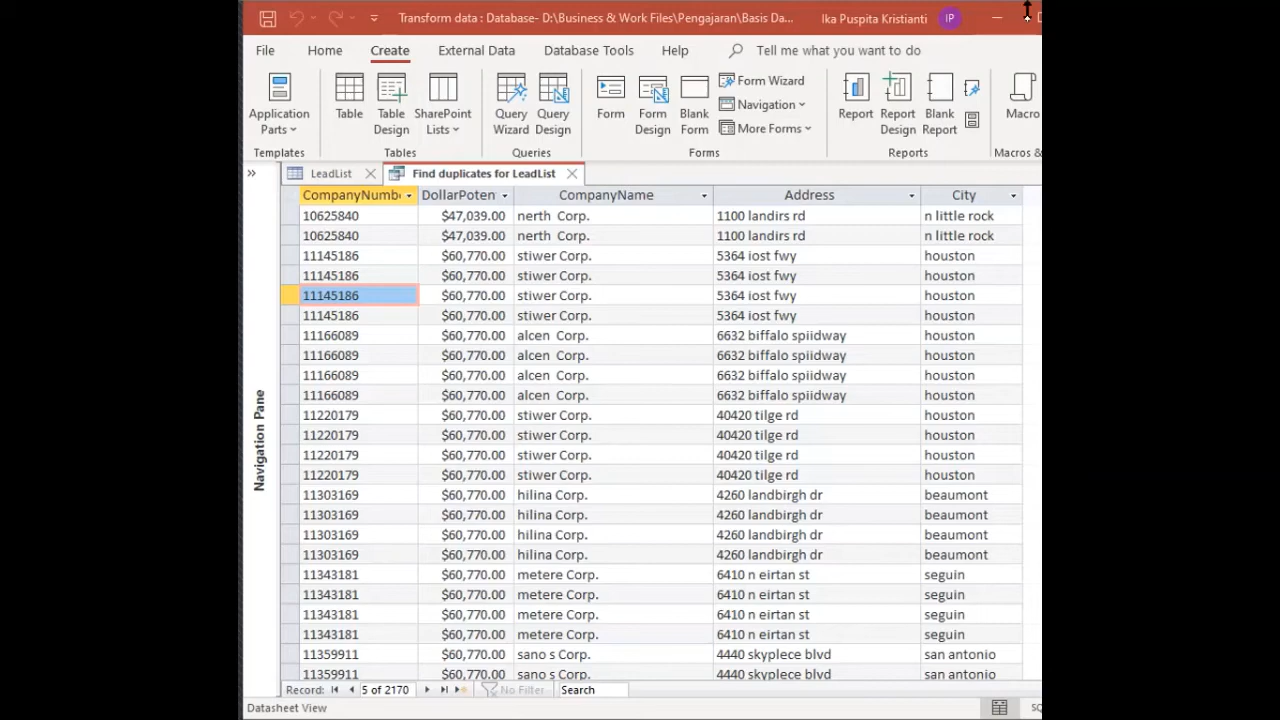 Transform data : Database- D:\Business & Work Files\Pengajaran\Basis Da... Ika Puspita Kristianti IP
File Home Create External Data Database Tools Help Tell me what you want to do
Application Parts Table Table Design SharePoint Lists Query Wizard Query Design Form Form Design Blank Form Form Wizard Navigation More Forms Report Report Design Blank Report Macro
Templates Tables Queries Forms Reports Macros &
LeadList Find duplicates for LeadList
CompanyNumb DollarPoten CompanyName Address City
10625840 $47,039.00 nerth Corp. 1100 landirs rd n little rock
10625840 $47,039.00 nerth Corp. 1100 landirs rd n little rock
11145186 $60,770.00 stiwer Corp. 5364 iost fwy houston
11145186 $60,770.00 stiwer Corp. 5364 iost fwy houston
11145186 $60,770.00 stiwer Corp. 5364 iost fwy houston
11145186 $60,770.00 stiwer Corp. 5364 iost fwy houston
11166089 $60,770.00 alcen Corp. 6632 biffalo spiidway houston
11166089 $60,770.00 alcen Corp. 6632 biffalo spiidway houston
11166089 $60,770.00 alcen Corp. 6632 biffalo spiidway houston
11166089 $60,770.00 alcen Corp. 6632 biffalo spiidway houston
11220179 $60,770.00 stiwer Corp. 40420 tilge rd houston
11220179 $60,770.00 stiwer Corp. 40420 tilge rd houston
11220179 $60,770.00 stiwer Corp. 40420 tilge rd houston
11220179 $60,770.00 stiwer Corp. 40420 tilge rd houston
11303169 $60,770.00 hilina Corp. 4260 landbirgh dr beaumont
11303169 $60,770.00 hilina Corp. 4260 landbirgh dr beaumont
11303169 $60,770.00 hilina Corp. 4260 landbirgh dr beaumont
11303169 $60,770.00 hilina Corp. 4260 landbirgh dr beaumont
11343181 $60,770.00 metere Corp. 6410 n eirtan st seguin
11343181 $60,770.00 metere Corp. 6410 n eirtan st seguin
11343181 $60,770.00 metere Corp. 6410 n eirtan st seguin
11343181 $60,770.00 metere Corp. 6410 n eirtan st seguin
11359911 $60,770.00 sano s Corp. 4440 skyplece blvd san antonio
11359911 $60,770.00 sano s Corp. 4440 skyplece blvd san antonio
Navigation Pane
Record: 5 of 2170 No Filter Search
Datasheet View